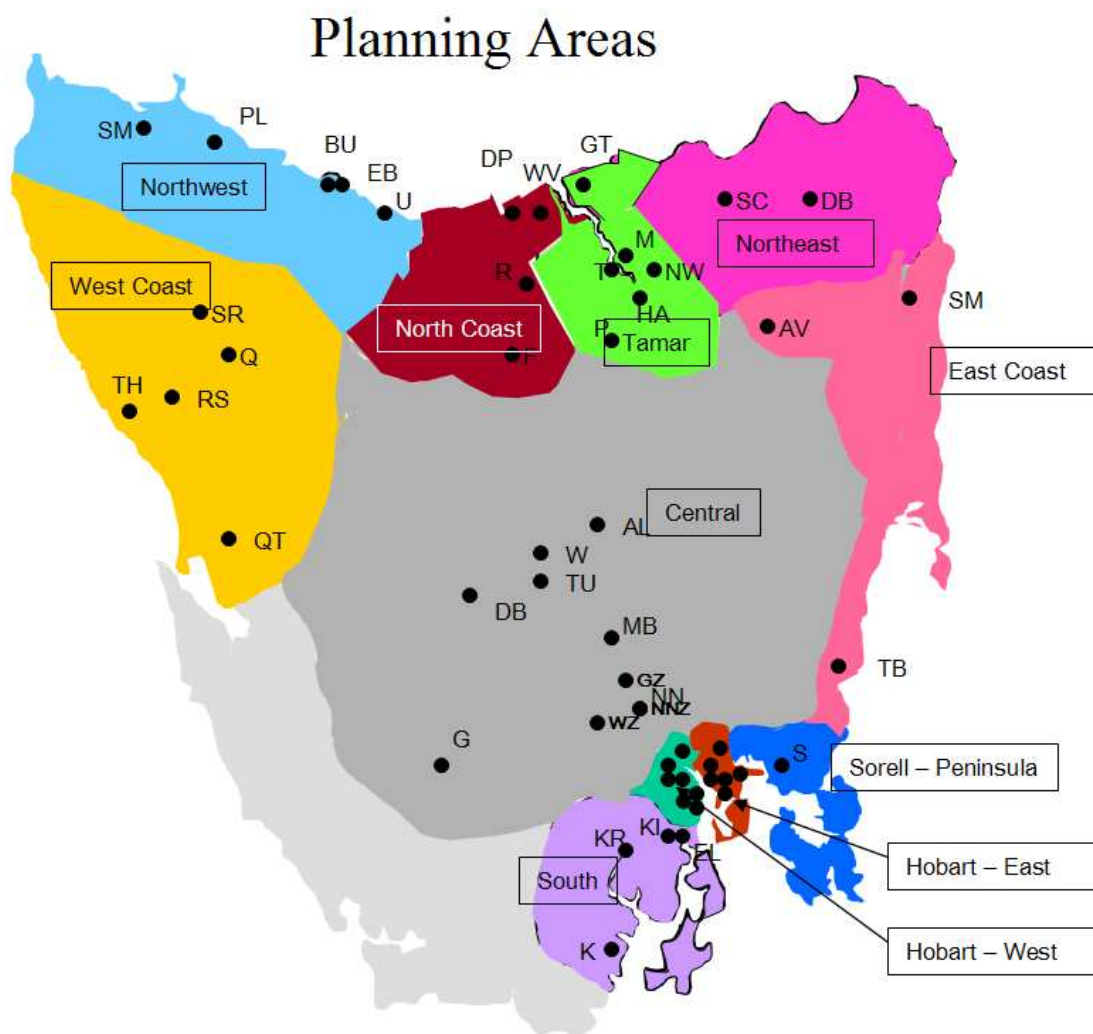 Planning Areas
SM
PL
BU
EB
U
DP
WV
GT
Northwest
SC
DB
Northeast
M
T
NW
R
HA
P
Tamar
West Coast
SR
North Coast
F
Q
TH
RS
AV
SM
East Coast
QT
AL
Central
W
TU
DB
MB
GZ
NN
NNZ
WZ
TB
G
S
Sorell – Peninsula
KI
KR
EL
South
Hobart – East
K
Hobart – West